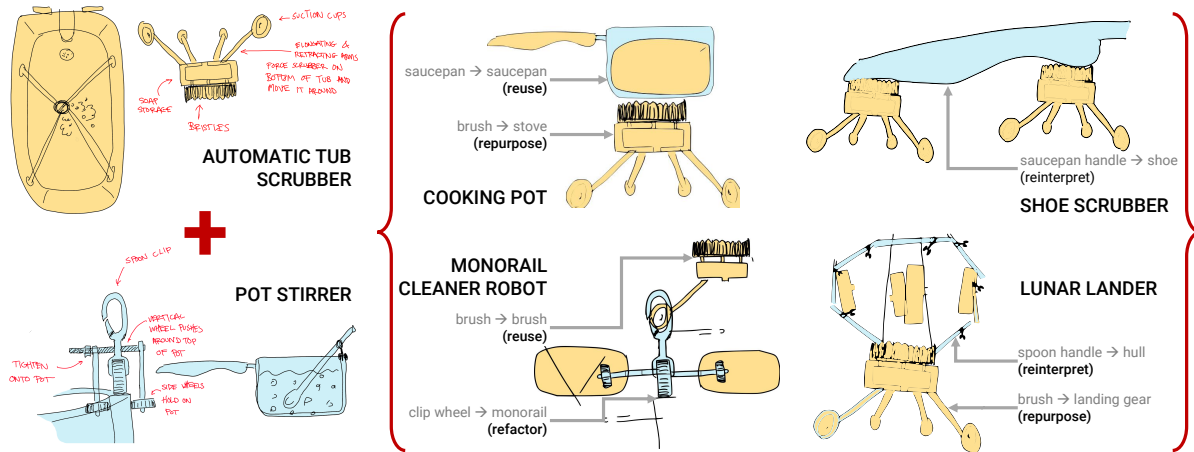 SUCTION CUPS
ELONGATING &
RETRACTING ARMS
FORCE SCRUBBER ON
BOTTOM OF TUB AND
MOVE IT AROUND
SOAP
STORAGE
BRISTLES
AUTOMATIC TUB
SCRUBBER
SPOON CLIP
POT STIRRER
VERTICAL
WHEEL PUSHES
AROUND TOP
OF POT
TIGHTEN
ONTO POT
SIDE WHEELS
HOLD ON
POT
saucepan → saucepan
(reuse)
brush → stove
(repurpose)
COOKING POT
saucepan handle → shoe
(reinterpret)
SHOE SCRUBBER
MONORAIL
CLEANER ROBOT
brush → brush
(reuse)
clip wheel → monorail
(refactor)
LUNAR LANDER
spoon handle → hull
(reinterpret)
brush → landing gear
(repurpose)